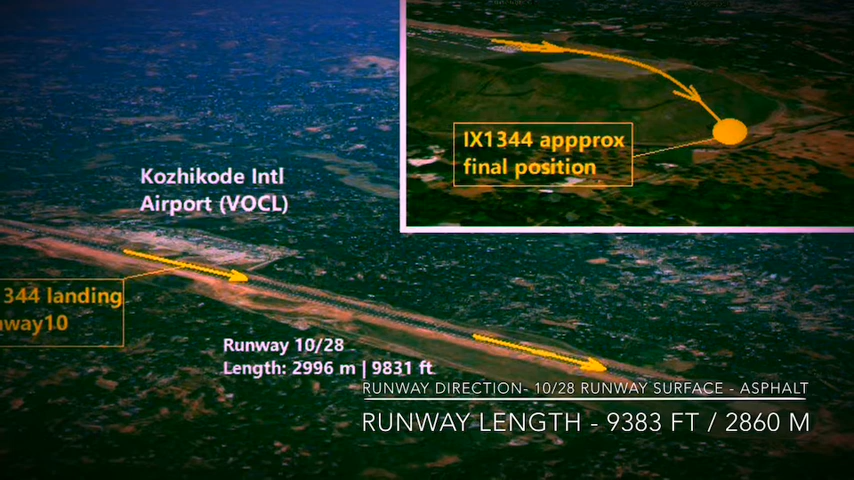 IX1344 appprox
final position
Kozhikode Intl
Airport (VOCL)
344 landing
way10
Runway 10/28
Length: 2996 m | 9831 ft
RUNWAY DIRECTION- 10/28 RUNWAY SURFACE - ASPHALT
RUNWAY LENGTH - 9383 FT / 2860 M